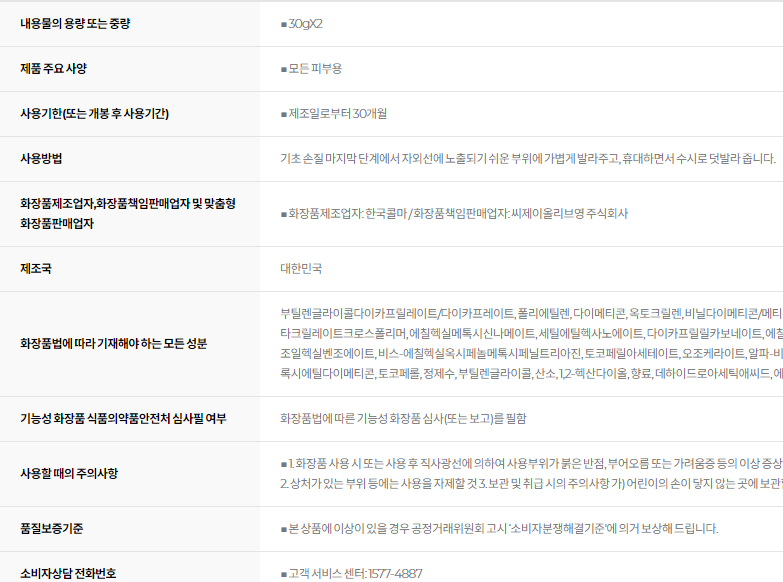 내용물의 용량 또는 중량
■ 30gX2
제품 주요 사양
■ 모든 피부용
사용기한(또는 개봉 후 사용기간)
■ 제조일로부터 30개월
사용방법
기초 손질 마지막 단계에서 자외선에 노출되기 쉬운 부위에 가볍게 발라주고, 휴대하면서 수시로 덧발라 줍니다.
화장품제조업자,화장품책임판매업자 및 맞춤형
화장품판매업자
■ 화장품제조업자: 한국콜마 / 화장품책임판매업자: 씨제이올리브영 주식회사
제조국
대한민국
화장품법에 따라 기재해야 하는 모든 성분
부틸렌글라이콜다이카프릴레이트/다이카프레이트, 폴리에틸렌, 다이메티콘, 옥토크릴렌, 비닐다이메티콘/메티
타크릴레이트크로스폴리머, 에칠헥실메톡시신나메이트, 세틸에틸헥사노에이트, 다이카프릴릴카보네이트, 에칠
조일헥실벤조에이트, 비스-에칠헥실옥시페놀메톡시페닐트리아진, 토코페릴아세테이트, 오조케라이트, 알파-비
록시에틸다이메티콘, 토코페롤, 정제수, 부틸렌글라이콜, 산소, 1,2-헥산다이올, 향료, 데하이드로아세틱애씨드, 에
기능성 화장품 식품의약품안전처 심사필 여부
화장품법에 따른 기능성 화장품 심사(또는 보고)를 필함
사용할 때의 주의사항
■ 1. 화장품 사용 시 또는 사용 후 직사광선에 의하여 사용부위가 붉은 반점, 부어오름 또는 가려움증 등의 이상 증상
2. 상처가 있는 부위 등에는 사용을 자제할 것 3. 보관 및 취급 시의 주의사항 가) 어린이의 손이 닿지 않는 곳에 보관
품질보증기준
■ 본 상품에 이상이 있을 경우 공정거래위원회 고시 '소비자분쟁해결기준'에 의거 보상해 드립니다.
소비자상담 전화번호
■ 고객 서비스 센터: 1577-4887